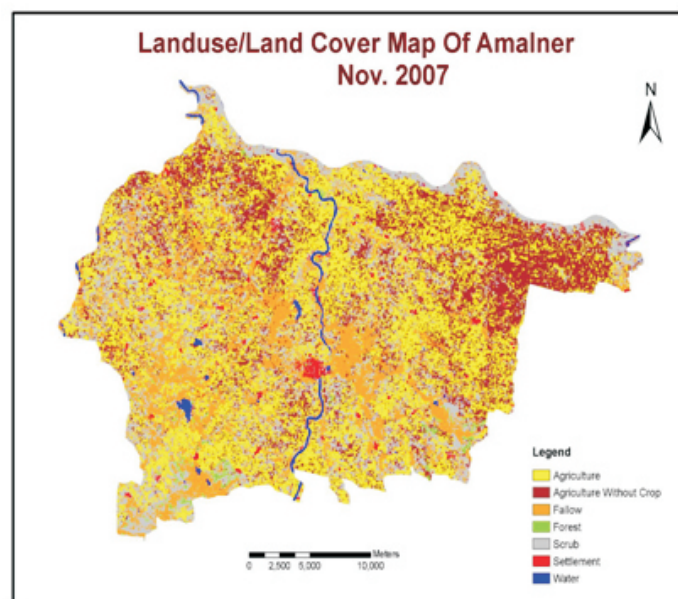 Landuse/Land Cover Map Of Amalner
Nov. 2007
N
Legend
Agriculture
Agriculture Without Crop
Fallow
Forest
Scrub
Settlement
Water
Meters
0 2,500 5,000 10,000